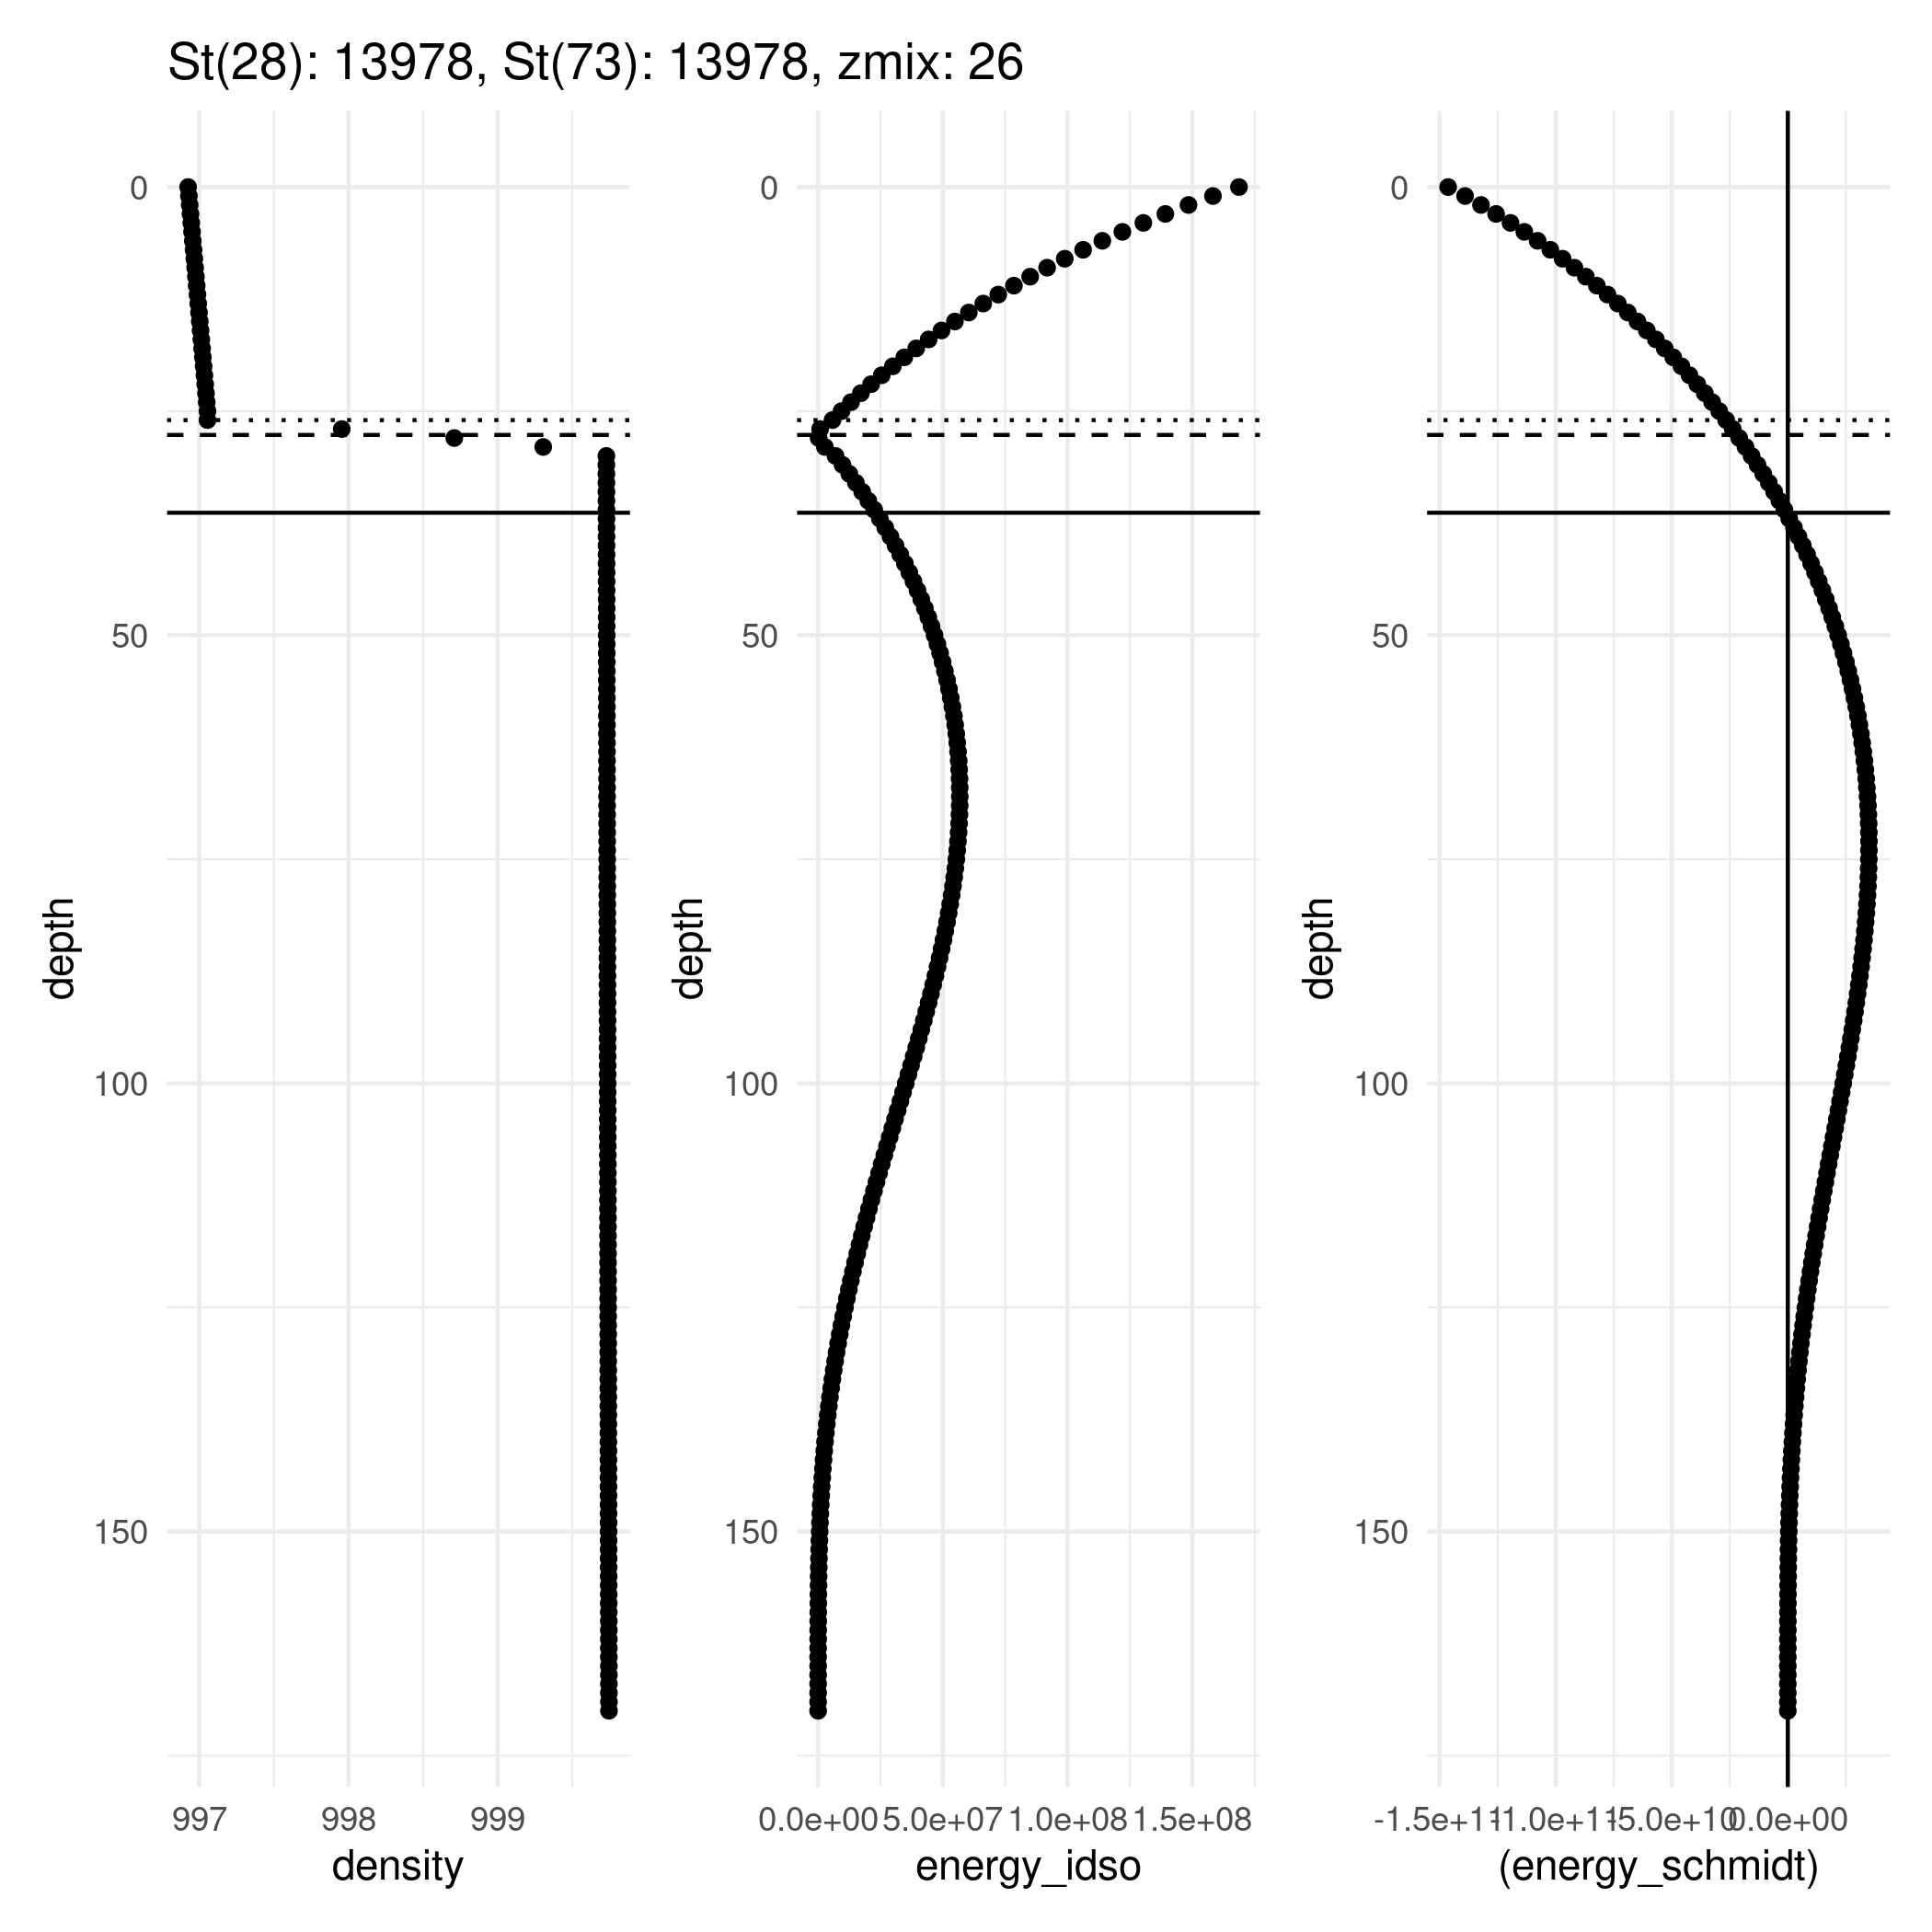 St(28): 13978, St(73): 13978, zmix: 26
0
50
100
150
depth
997
998
999
density
0
50
100
150
depth
0.0e+00
5.0e+07
1.0e+08
1.5e+08
energy_idso
0
50
100
150
depth
-1.5e+11
-1.0e+11
-5.0e+10
0.0e+00
(energy_schmidt)